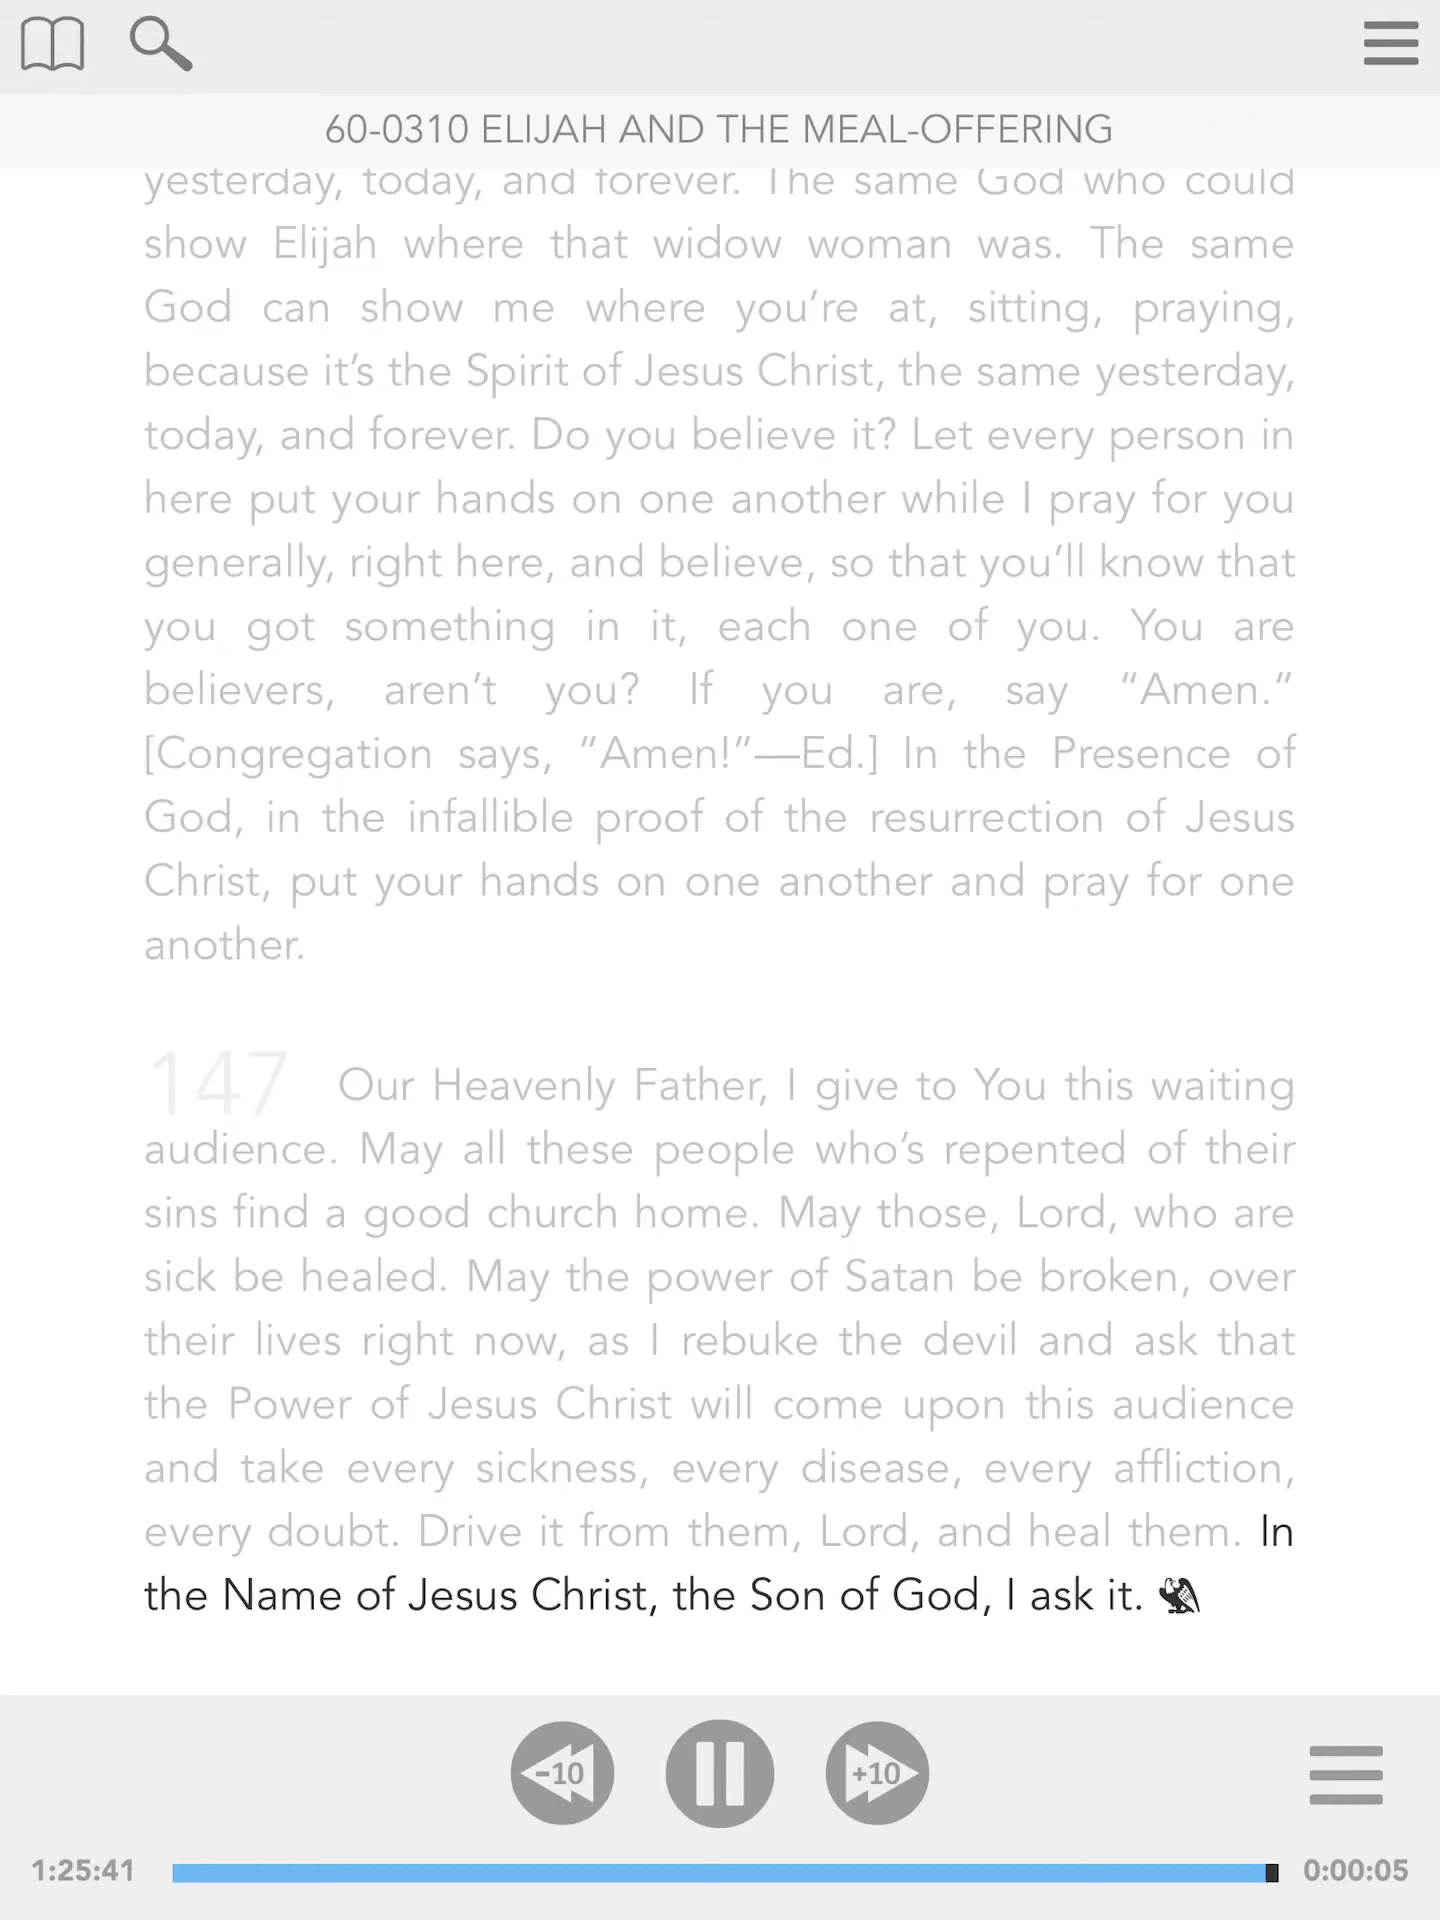 60-0310 ELIJAH AND THE MEAL-OFFERING
yesterday, today, and forever. The same God who could
show Elijah where that widow woman was. The same
God can show me where you’re at, sitting, praying,
because it’s the Spirit of Jesus Christ, the same yesterday,
today, and forever. Do you believe it? Let every person in
here put your hands on one another while I pray for you
generally, right here, and believe, so that you’ll know that
you got something in it, each one of you. You are
believers, aren’t you? If you are, say “Amen.”
[Congregation says, “Amen!”—Ed.] In the Presence of
God, in the infallible proof of the resurrection of Jesus
Christ, put your hands on one another and pray for one
another.
147 Our Heavenly Father, I give to You this waiting
audience. May all these people who’s repented of their
sins find a good church home. May those, Lord, who are
sick be healed. May the power of Satan be broken, over
their lives right now, as I rebuke the devil and ask that
the Power of Jesus Christ will come upon this audience
and take every sickness, every disease, every affliction,
every doubt. Drive it from them, Lord, and heal them. In
the Name of Jesus Christ, the Son of God, I ask it.
-10 +10
1:25:41 0:00:05